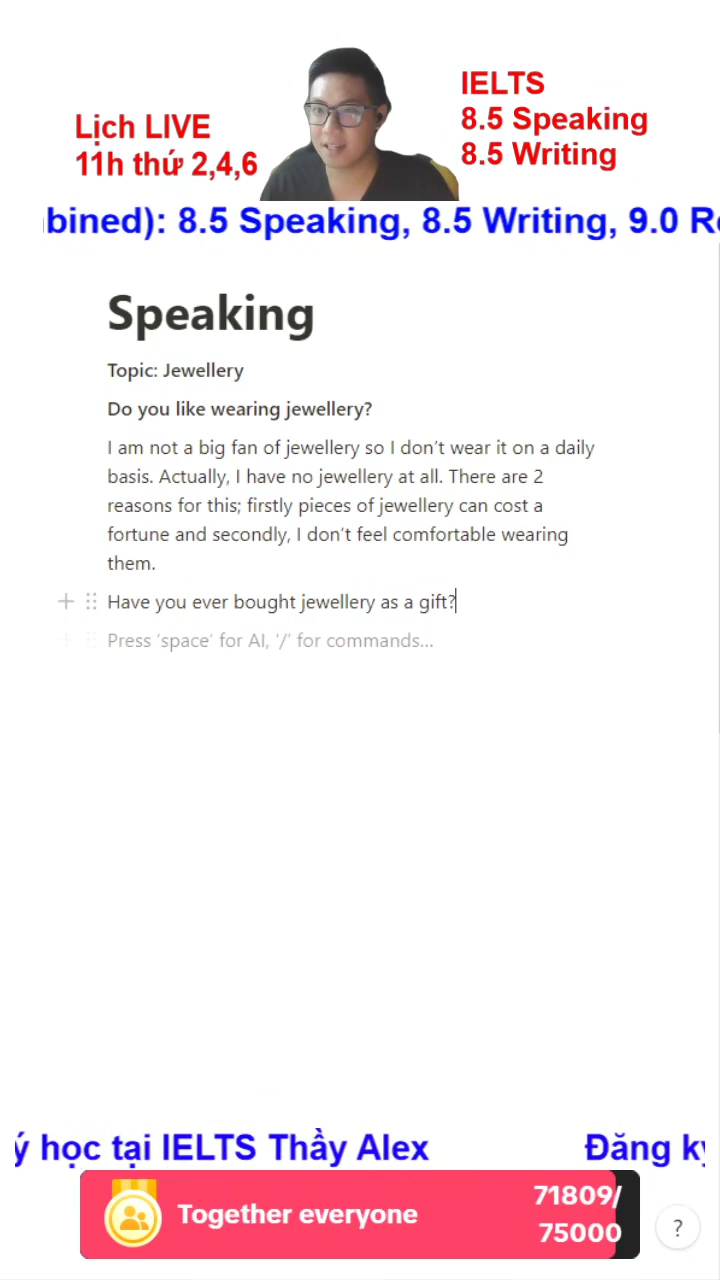 Lịch LIVE
11h thứ 2,4,6
IELTS
8.5 Speaking
8.5 Writing
bined): 8.5 Speaking, 8.5 Writing, 9.0
Speaking
Topic: Jewellery
Do you like wearing jewellery?
I am not a big fan of jewellery so I don't wear it on a daily
basis. Actually, I have no jewellery at all. There are 2
reasons for this; firstly pieces of jewellery can cost a
fortune and secondly, I don't feel comfortable wearing
them.
Have you ever bought jewellery as a gift?
Press 'space' for AI, '/' for commands...
ý học tại IELTS Thầy Alex Đăng ký
Together everyone
71809/
75000
?